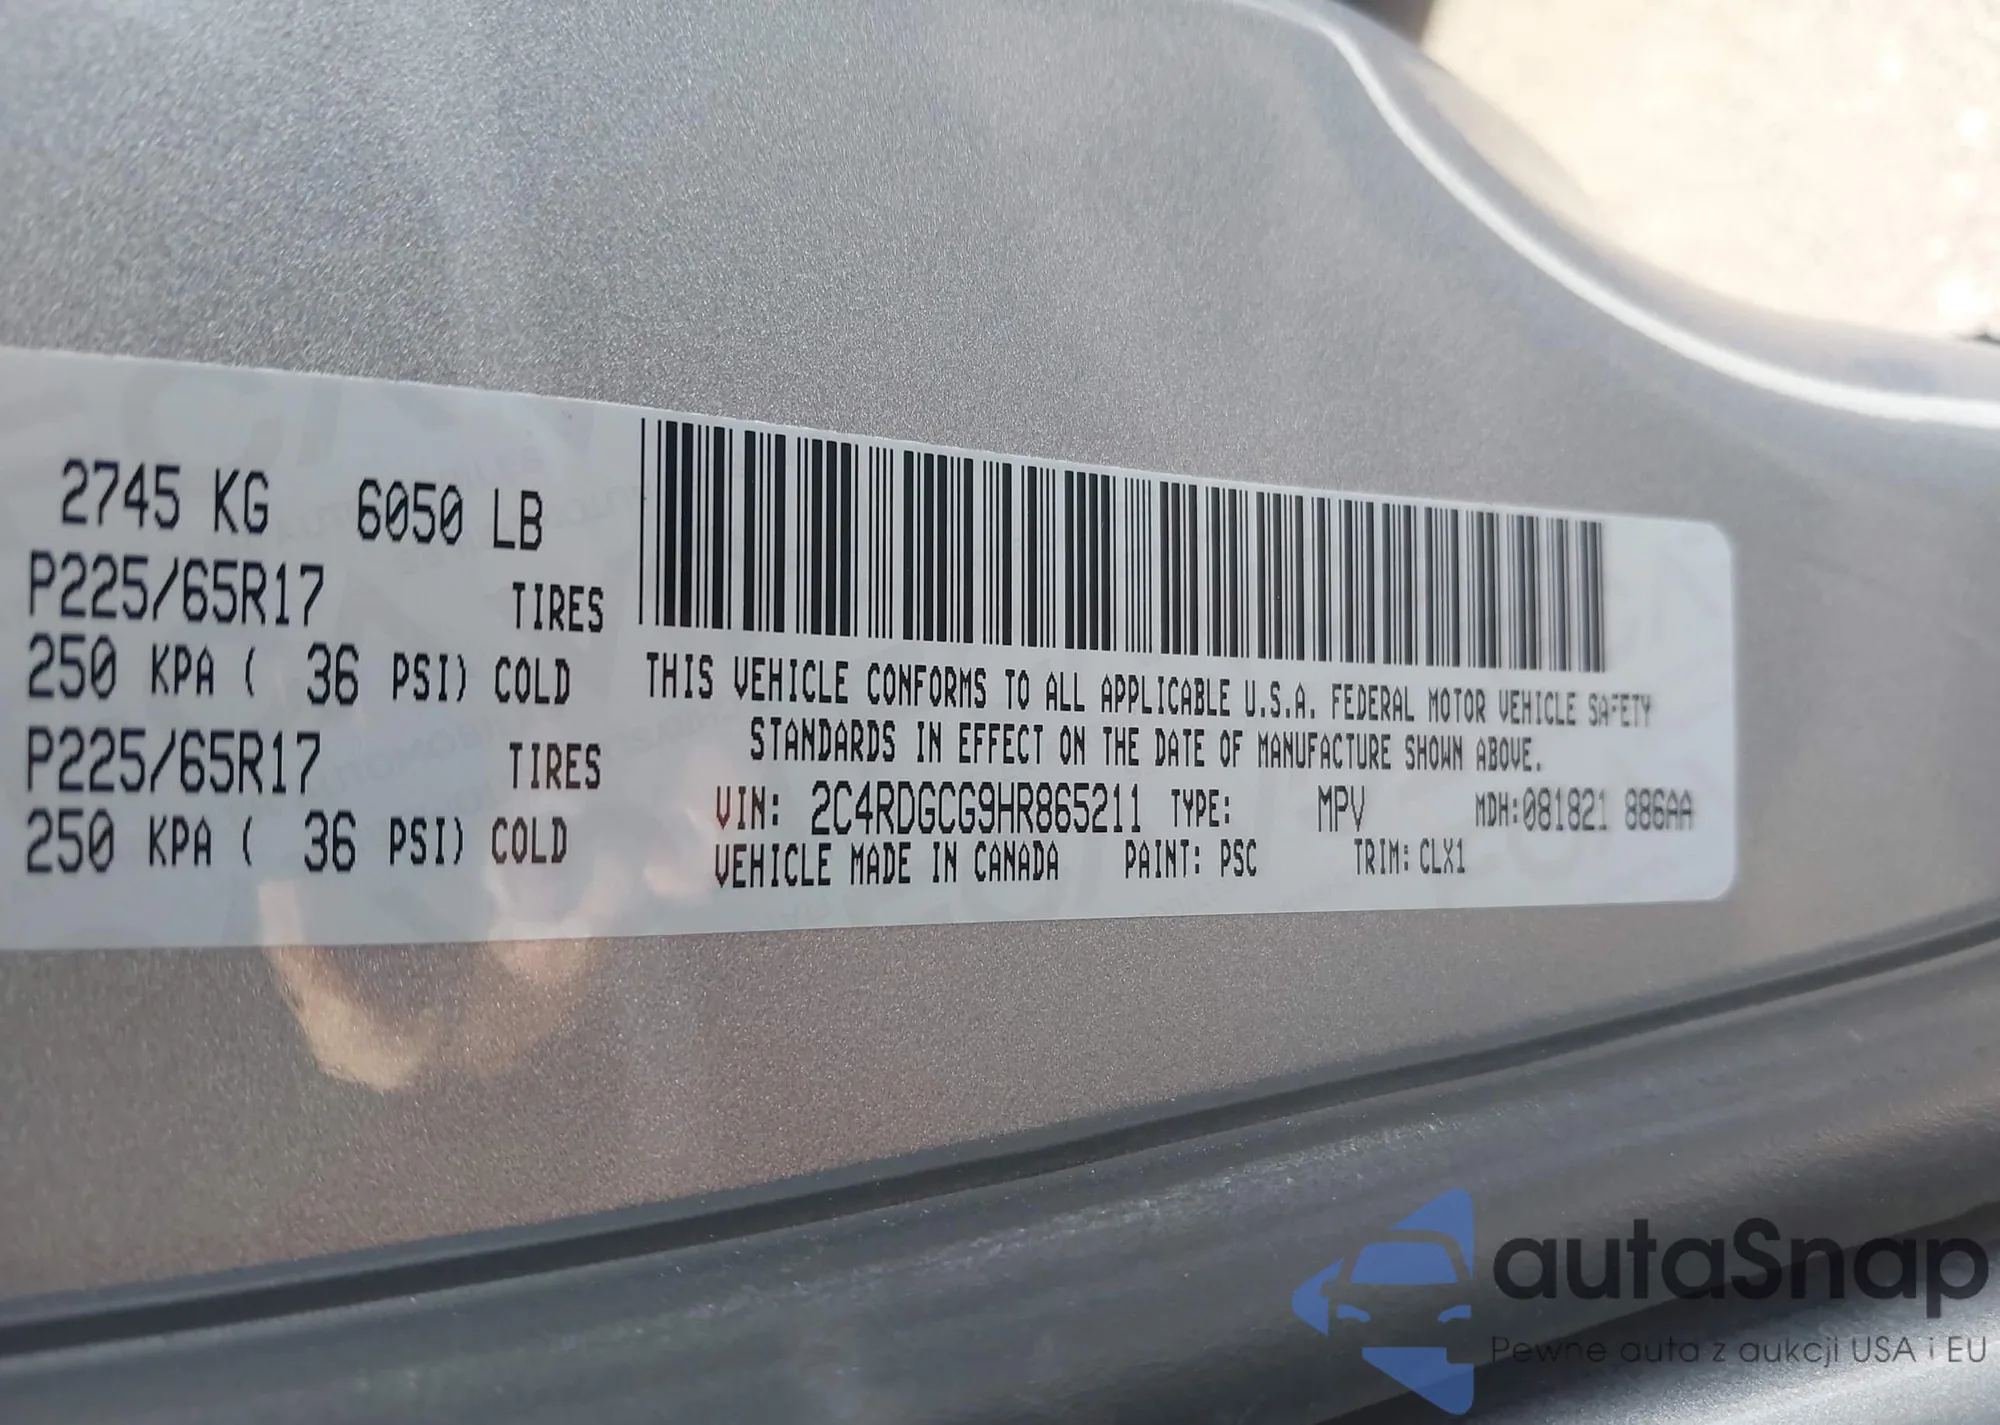 2745 KG 6050 LB
P225/65R17 TIRES
250 KPA ( 36 PSI) COLD
P225/65R17 TIRES
250 KPA ( 36 PSI) COLD
THIS VEHICLE CONFORMS TO ALL APPLICABLE U.S.A. FEDERAL MOTOR VEHICLE SAFETY
STANDARDS IN EFFECT ON THE DATE OF MANUFACTURE SHOWN ABOVE.
VIN: 2C4RDGCG9HR865211 TYPE: MPV MDH:081821 886AA
VEHICLE MADE IN CANADA PAINT: PSC TRIM: CLX1
autaSnap
Pewne auta z aukcji USA i EU